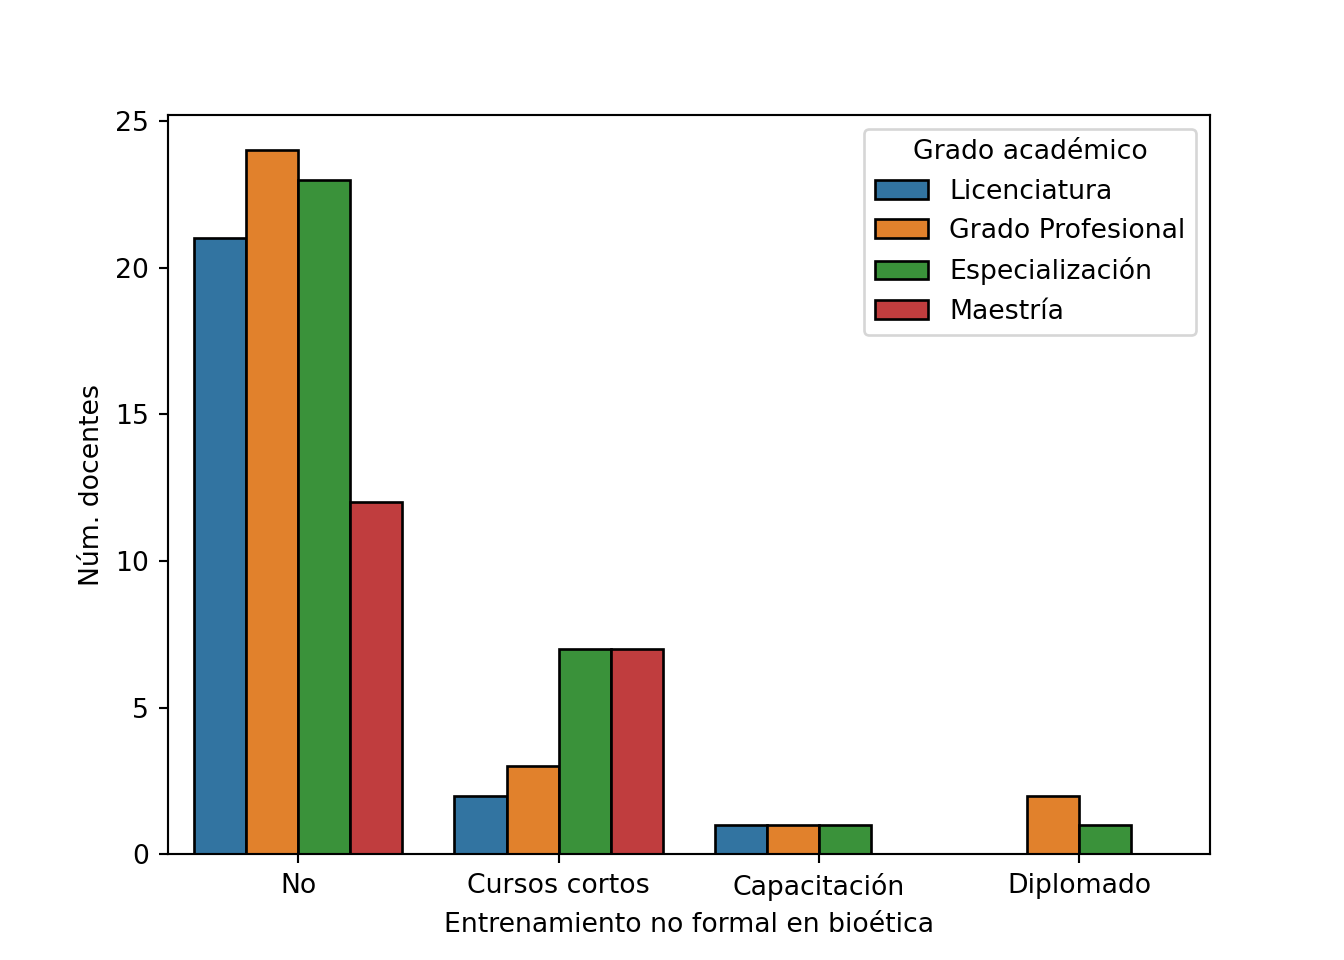 25
20
15
10
5
0
Núm. docentes
Grado académico
Licenciatura
Grado Profesional
Especialización
Maestría
No
Cursos cortos
Capacitación
Diplomado
Entrenamiento no formal en bioética